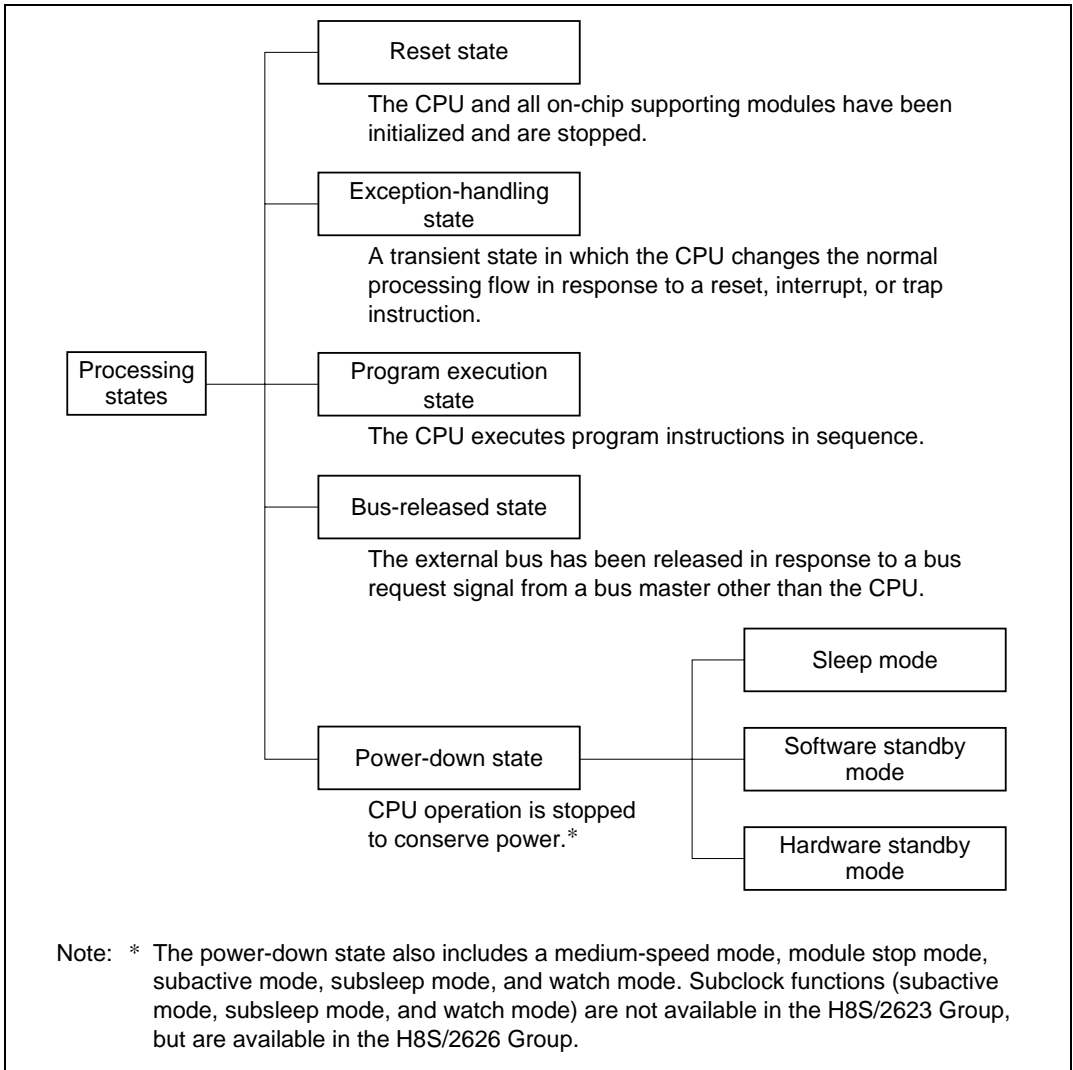 Reset state
The CPU and all on-chip supporting modules have been
initialized and are stopped.
Exception-handling
state
A transient state in which the CPU changes the normal
processing flow in response to a reset, interrupt, or trap
instruction.
Processing
states
Program execution
state
The CPU executes program instructions in sequence.
Bus-released state
The external bus has been released in response to a bus
request signal from a bus master other than the CPU.
Sleep mode
Power-down state
Software standby
mode
CPU operation is stopped
to conserve power.*
Hardware standby
mode
Note: * The power-down state also includes a medium-speed mode, module stop mode,
subactive mode, subsleep mode, and watch mode. Subclock functions (subactive
mode, subsleep mode, and watch mode) are not available in the H8S/2623 Group,
but are available in the H8S/2626 Group.